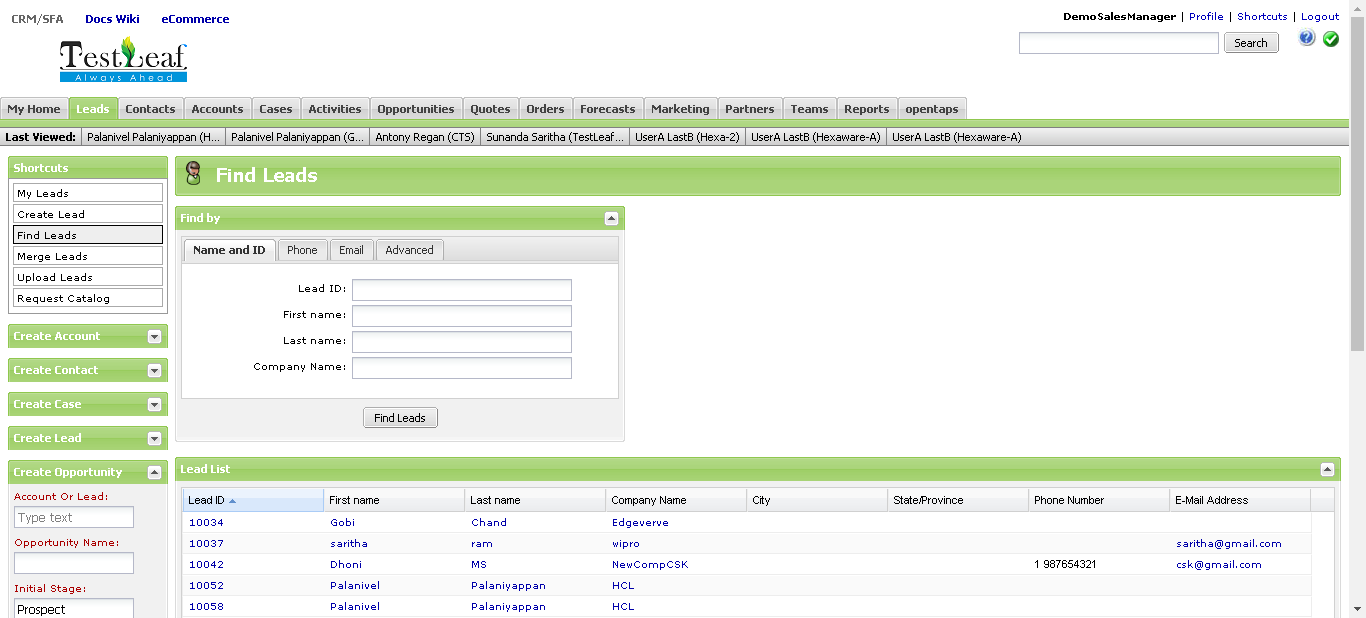 CRM/SFA Docs Wiki eCommerce
DemoSalesManager | Profile | Shortcuts | Logout
Search
TestLeaf
Always Ahead
My Home Leads Contacts Accounts Cases Activities Opportunities Quotes Orders Forecasts Marketing Partners Teams Reports opentaps
Last Viewed: Palanivel Palaniyappan (H... Palanivel Palaniyappan (G... Antony Regan (CTS) Sunanda Saritha (TestLeaf... UserA LastB (Hexa-2) UserA LastB (Hexaware-A) UserA LastB (Hexaware-A)
Shortcuts
My Leads
Create Lead
Find Leads
Merge Leads
Upload Leads
Request Catalog
Create Account
Create Contact
Create Case
Create Lead
Create Opportunity
Account Or Lead:
Type text
Opportunity Name:
Initial Stage:
Prospect
Find Leads
Find by
Name and ID Phone Email Advanced
Lead ID:
First name:
Last name:
Company Name:
Find Leads
Lead List
Lead ID First name Last name Company Name City State/Province Phone Number E-Mail Address
10034 Gobi Chand Edgeverve
10037 saritha ram wipro saritha@gmail.com
10042 Dhoni MS NewCompCSK 1 987654321 csk@gmail.com
10052 Palanivel Palaniyappan HCL
10058 Palanivel Palaniyappan HCL